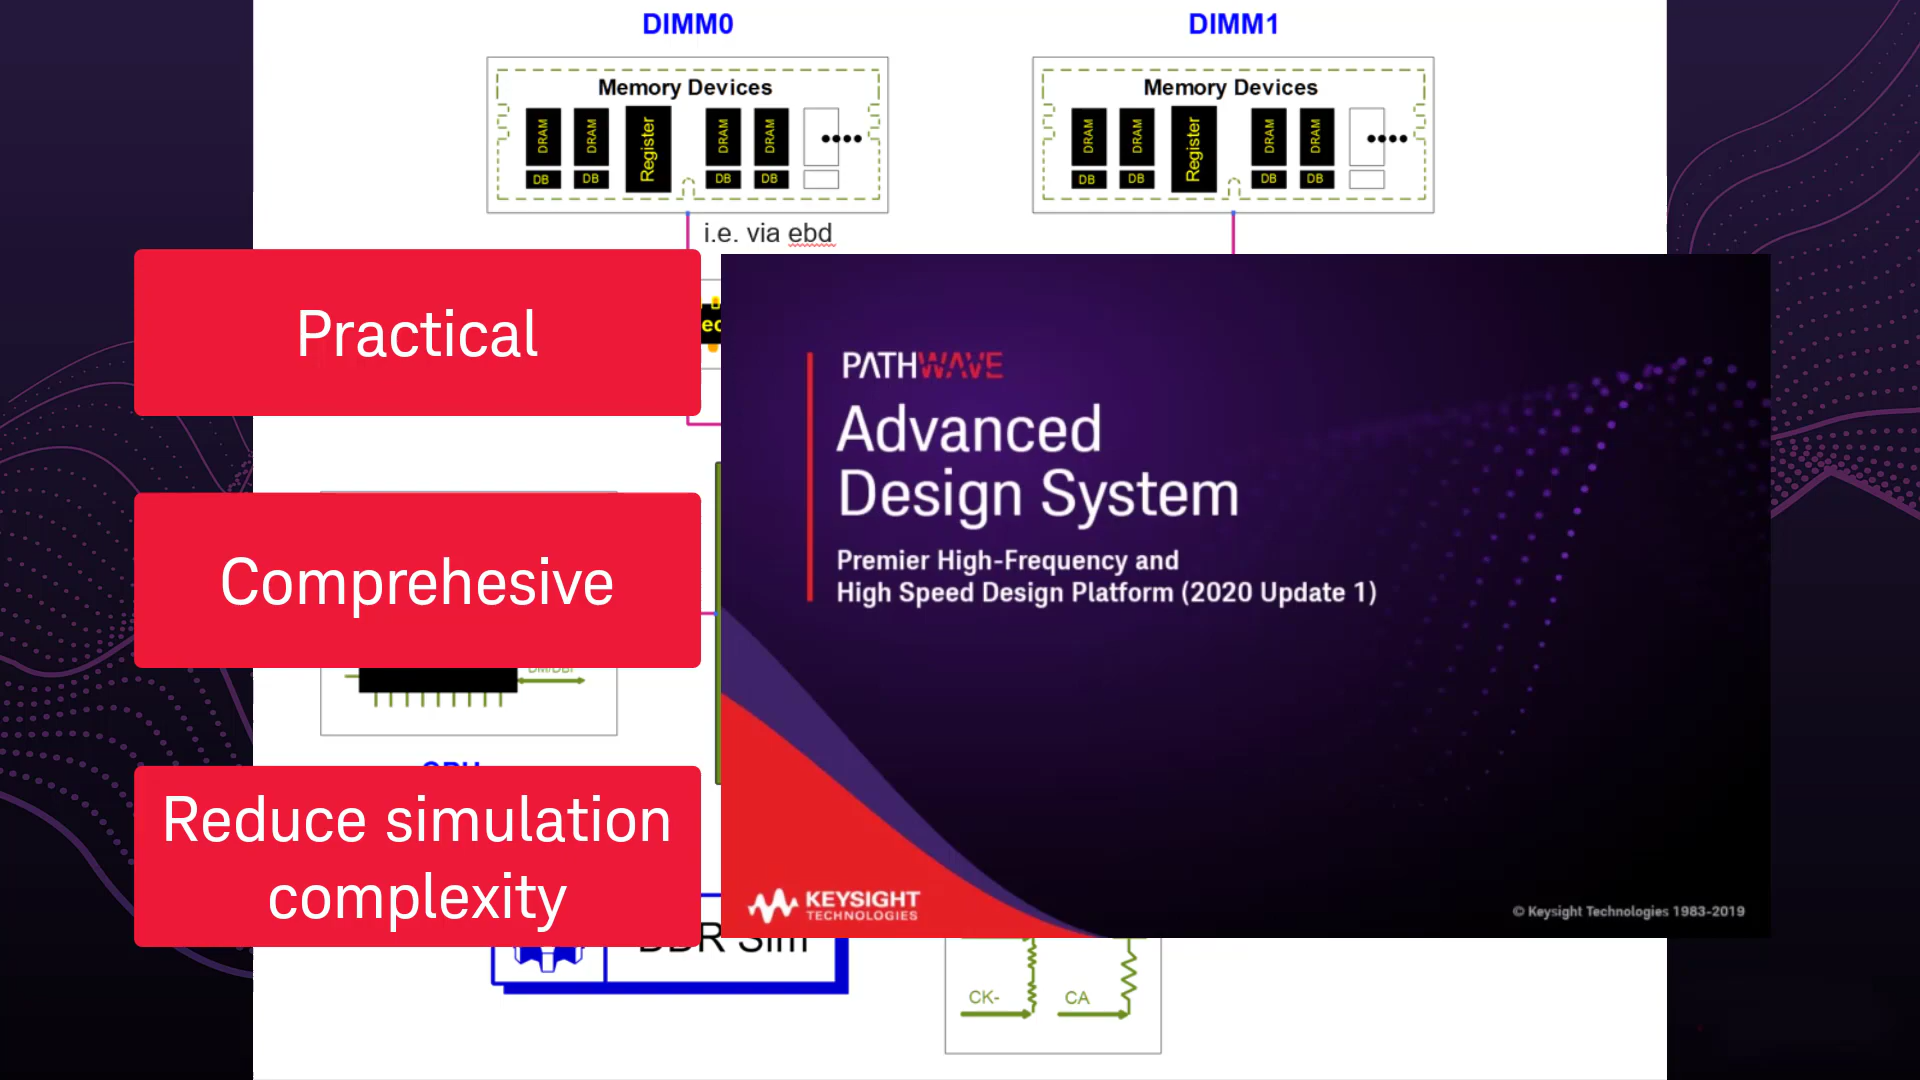 DIMM0
DIMM1
Memory Devices
DRAM DRAM Register DRAM DRAM
DB DB DB DB
Memory Devices
DRAM DRAM Register DRAM DRAM
DB DB DB DB
i.e. via ebd
Practical
Comprehesive
Reduce simulation
complexity
PATHWAVE
Advanced
Design System
Premier High-Frequency and
High Speed Design Platform (2020 Update 1)
KEYSIGHT
TECHNOLOGIES
© Keysight Technologies 1983-2019
DDR Sim
CK-
CA